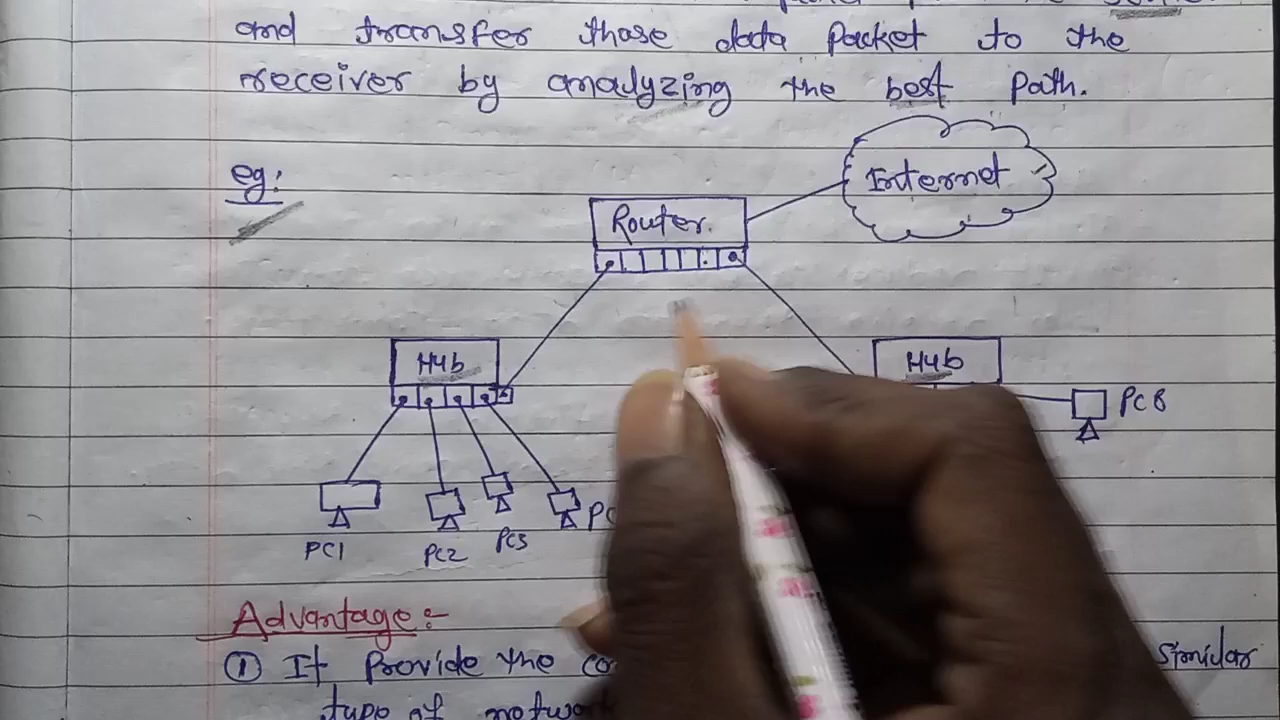 and transfer those data Packet to the
receiver by analyzing the best Path.
eg:
Internet
Router.
Hub
Hub
PC8
PC1
PC2
PC3
PC
Advantage:-
① It Provide the similar
type of